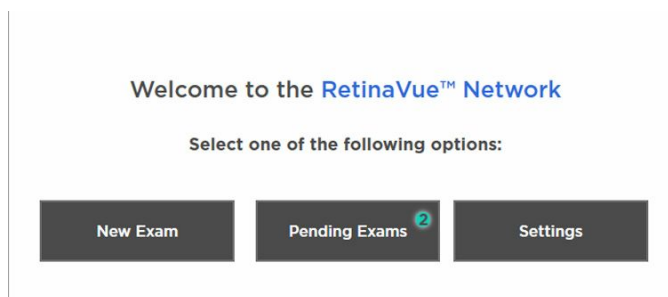 Welcome to the RetinaVue™ Network
Select one of the following options:
New Exam
Pending Exams 2
Settings